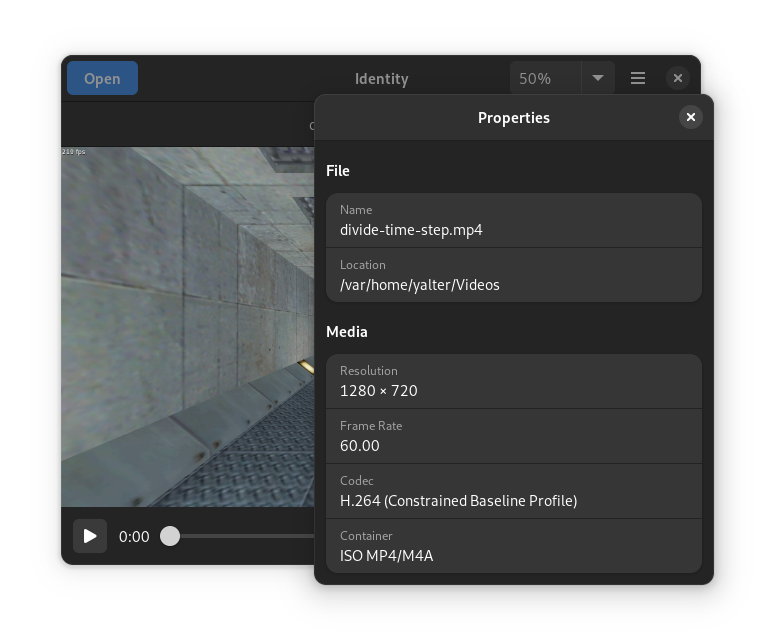 Open
Identity
50%
Properties
219 fps
File
Name
divide-time-step.mp4
Location
/var/home/yalter/Videos
Media
Resolution
1280 × 720
Frame Rate
60.00
Codec
H.264 (Constrained Baseline Profile)
0:00
Container
ISO MP4/M4A